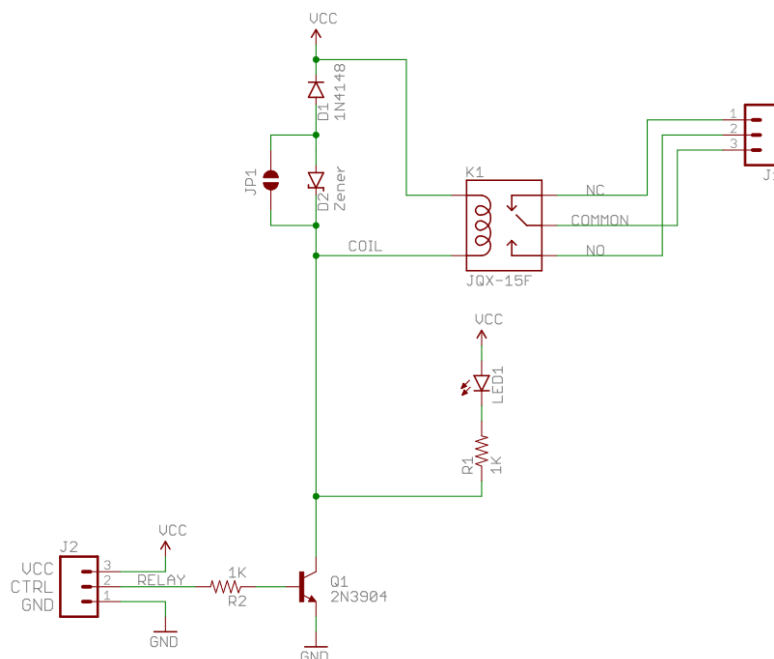 VCC
D1
1N4148
JP1
D2
Zener
COIL
K1
NC
COMMON
NO
JQX-15F
1
2
3
VCC
LED1
R1
1K
J2
VCC
CTRL
GND
3
2
1
VCC
RELAY
1K
R2
Q1
2N3904
GND
GND